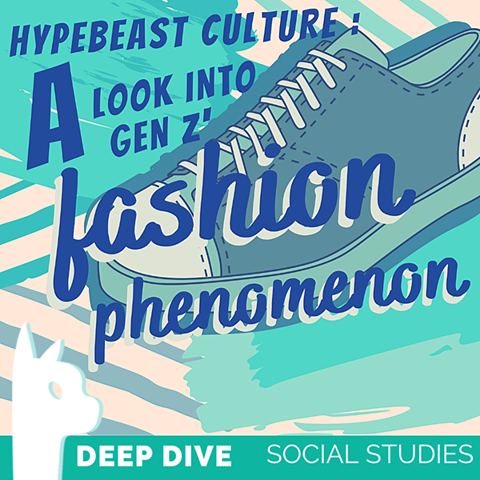 HYPEBEAST CULTURE :
A LOOK INTO
GEN Z'
fashion
phenomenon
DEEP DIVE SOCIAL STUDIES